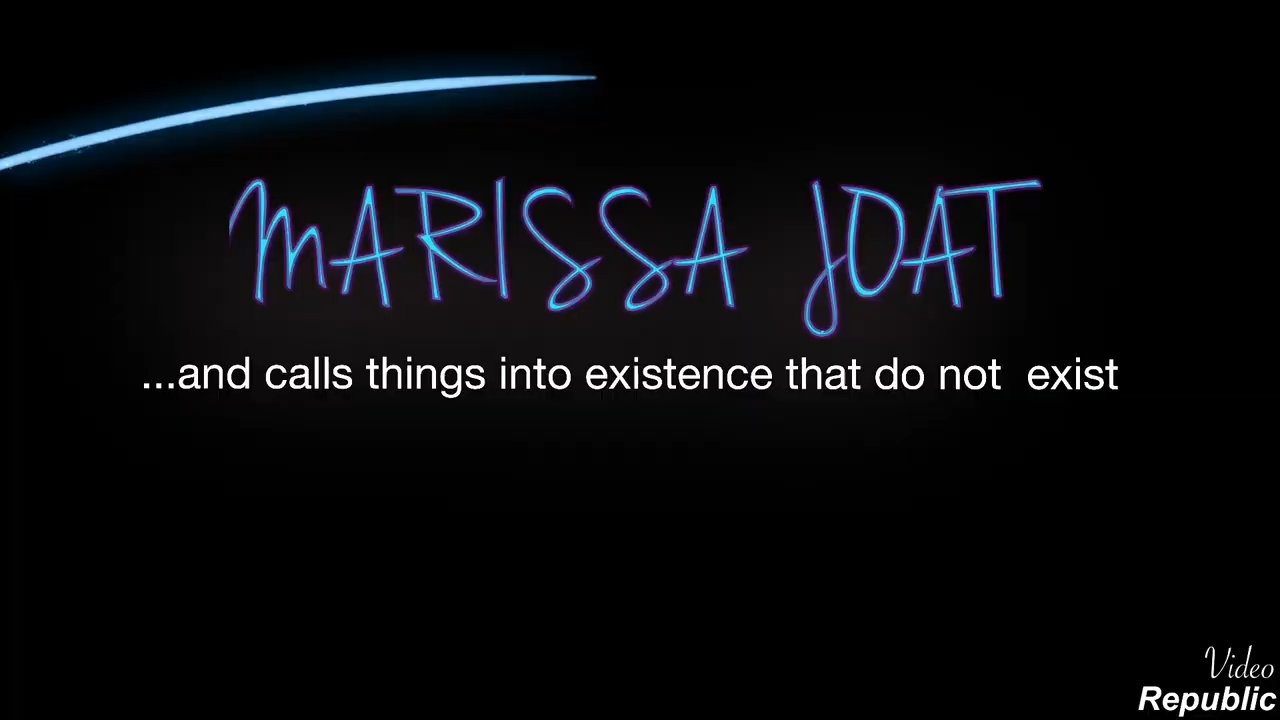 MARISSA JOAT
...and calls things into existence that do not  exist
Video
Republic